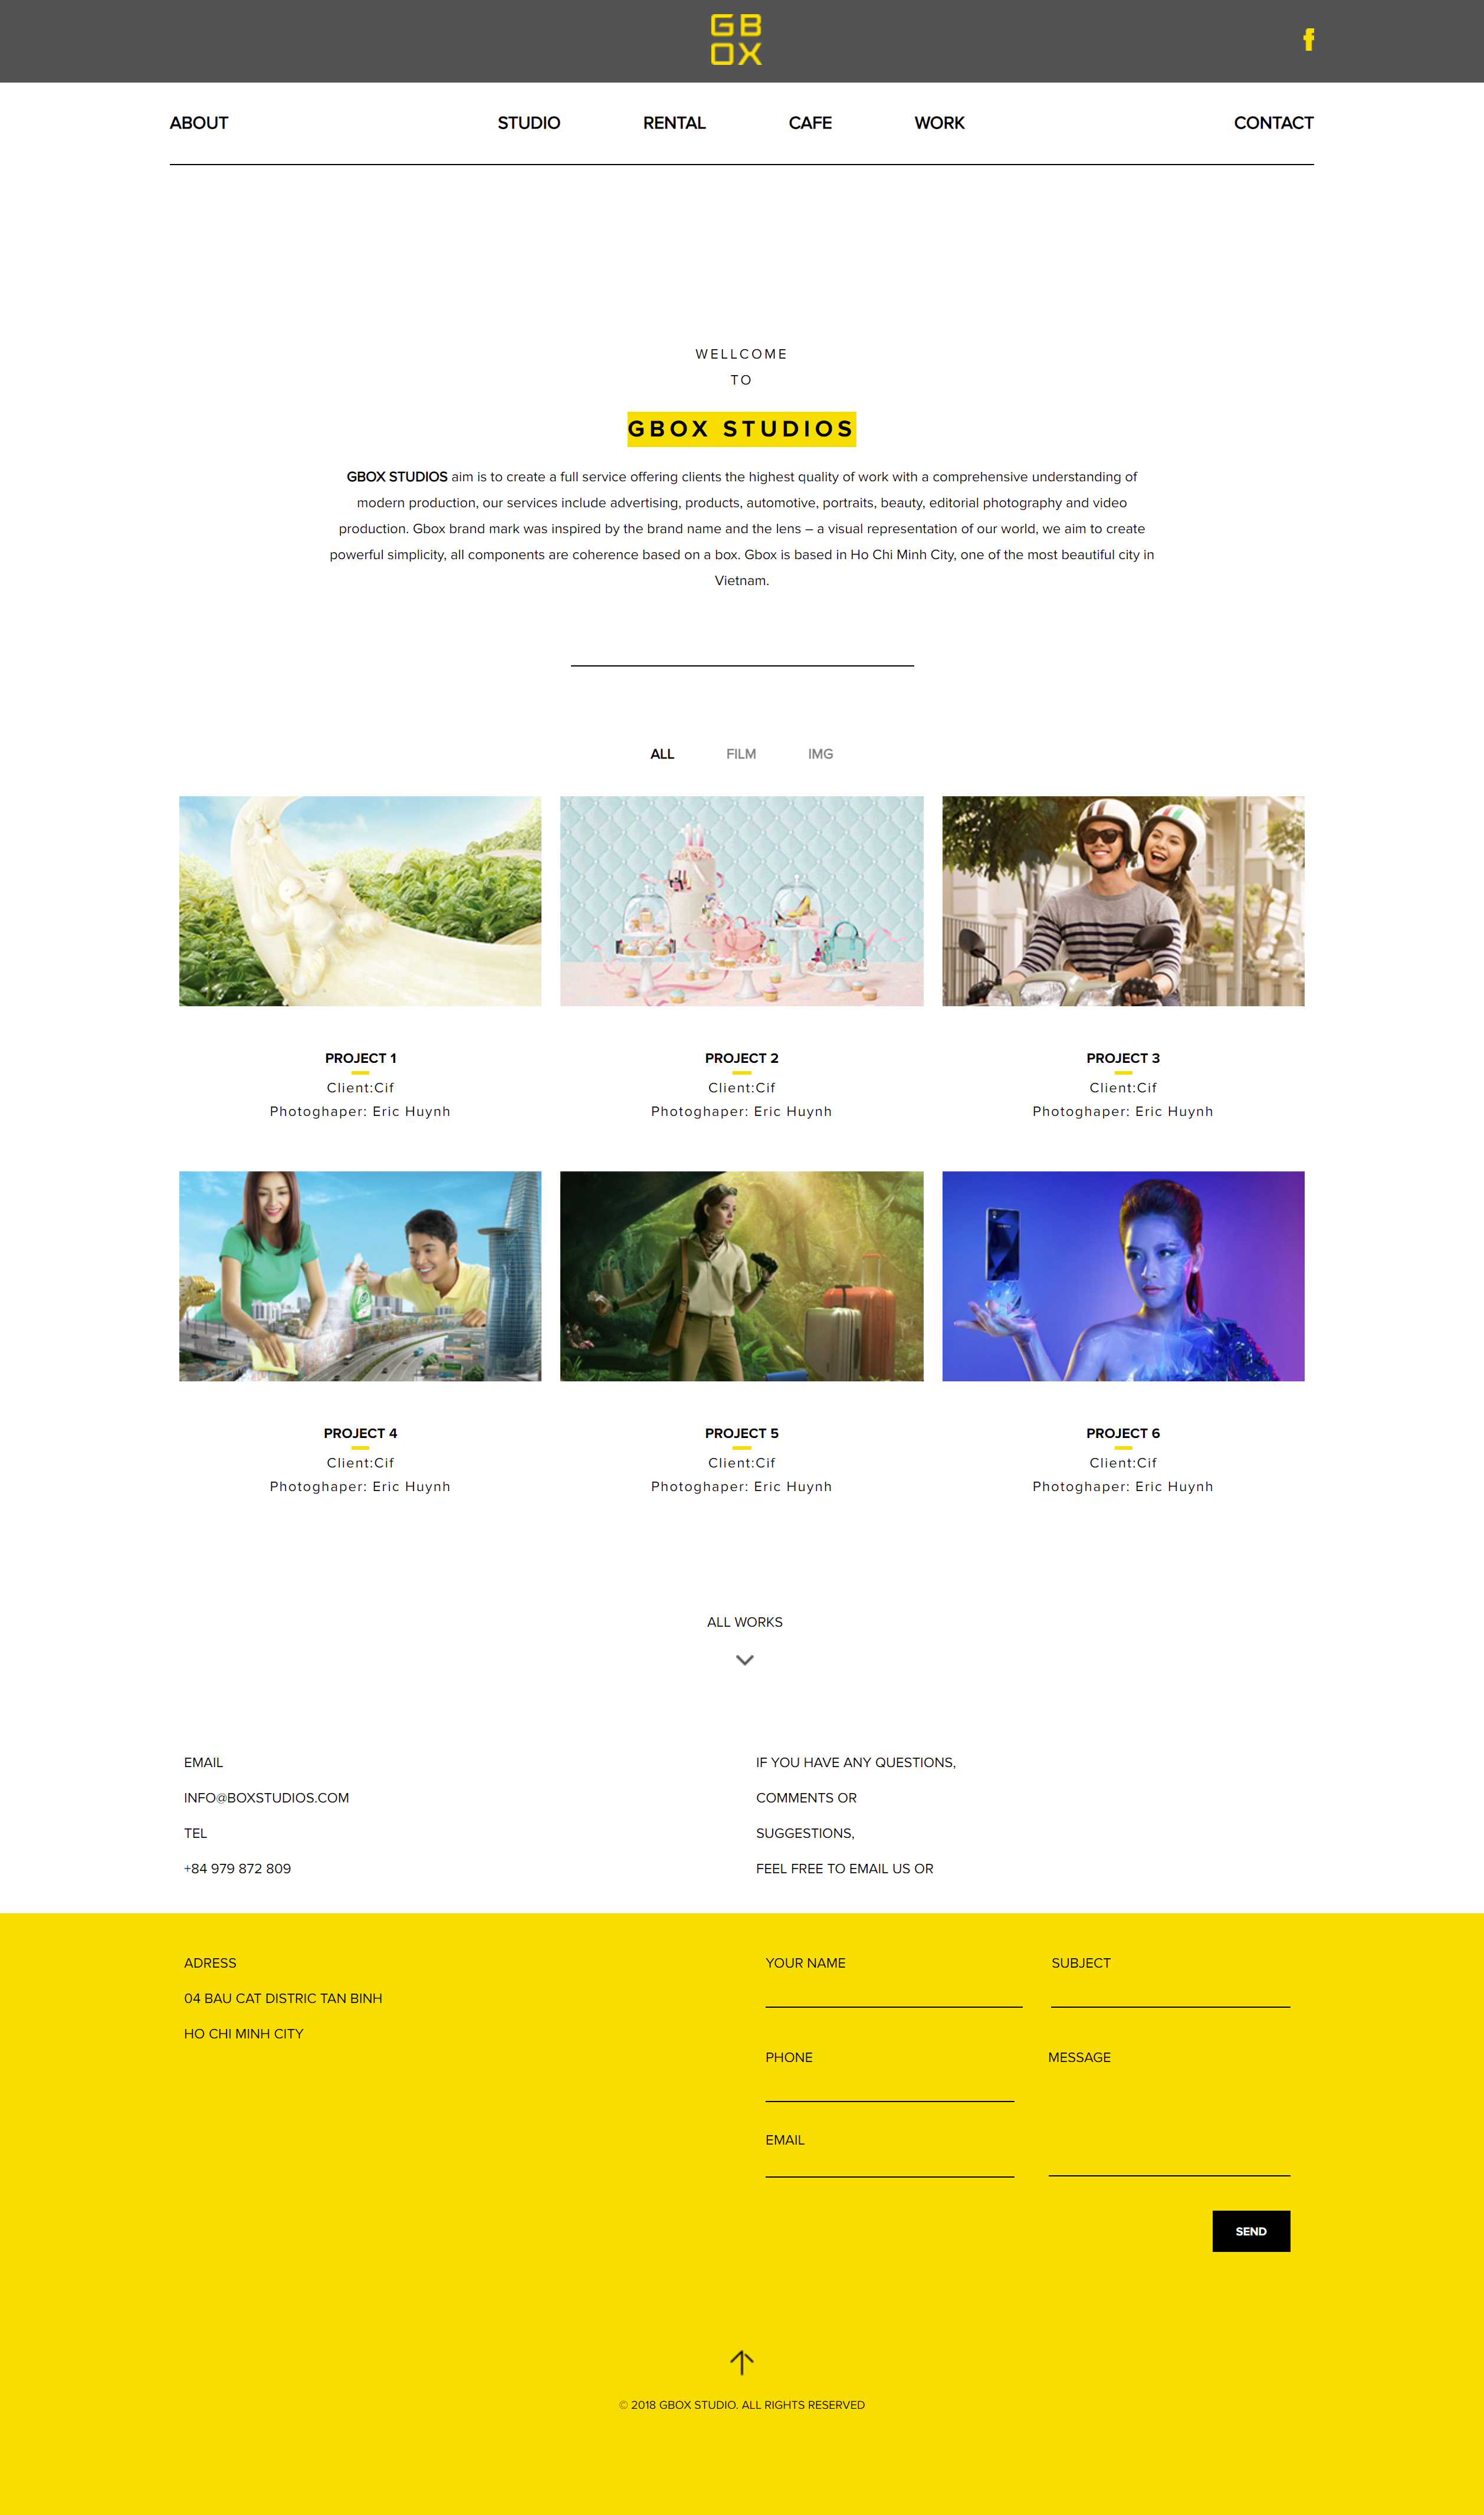 GB
OX
f
ABOUT STUDIO RENTAL CAFE WORK CONTACT
WELLCOME
TO
GBOX STUDIOS
GBOX STUDIOS aim is to create a full service offering clients the highest quality of work with a comprehensive understanding of
modern production, our services include advertising, products, automotive, portraits, beauty, editorial photography and video
production. Gbox brand mark was inspired by the brand name and the lens – a visual representation of our world, we aim to create
powerful simplicity, all components are coherence based on a box. Gbox is based in Ho Chi Minh City, one of the most beautiful city in
Vietnam.
ALL FILM IMG
PROJECT 1
Client:Cif
Photoghaper: Eric Huynh
PROJECT 2
Client:Cif
Photoghaper: Eric Huynh
PROJECT 3
Client:Cif
Photoghaper: Eric Huynh
PROJECT 4
Client:Cif
Photoghaper: Eric Huynh
PROJECT 5
Client:Cif
Photoghaper: Eric Huynh
PROJECT 6
Client:Cif
Photoghaper: Eric Huynh
ALL WORKS
EMAIL
INFO@BOXSTUDIOS.COM
TEL
+84 979 872 809
IF YOU HAVE ANY QUESTIONS,
COMMENTS OR
SUGGESTIONS,
FEEL FREE TO EMAIL US OR
ADRESS
04 BAU CAT DISTRIC TAN BINH
HO CHI MINH CITY
YOUR NAME
SUBJECT
PHONE
MESSAGE
EMAIL
SEND
© 2018 GBOX STUDIO. ALL RIGHTS RESERVED